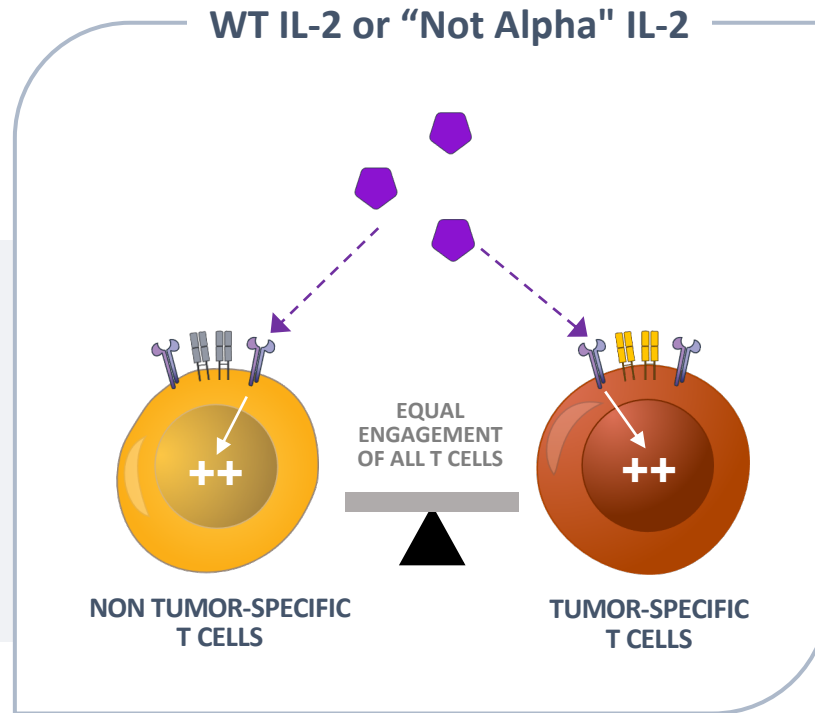 WT IL-2 or “Not Alpha" IL-2
EQUAL
ENGAGEMENT
OF ALL T CELLS
++
++
NON TUMOR-SPECIFIC
T CELLS
TUMOR-SPECIFIC
T CELLS